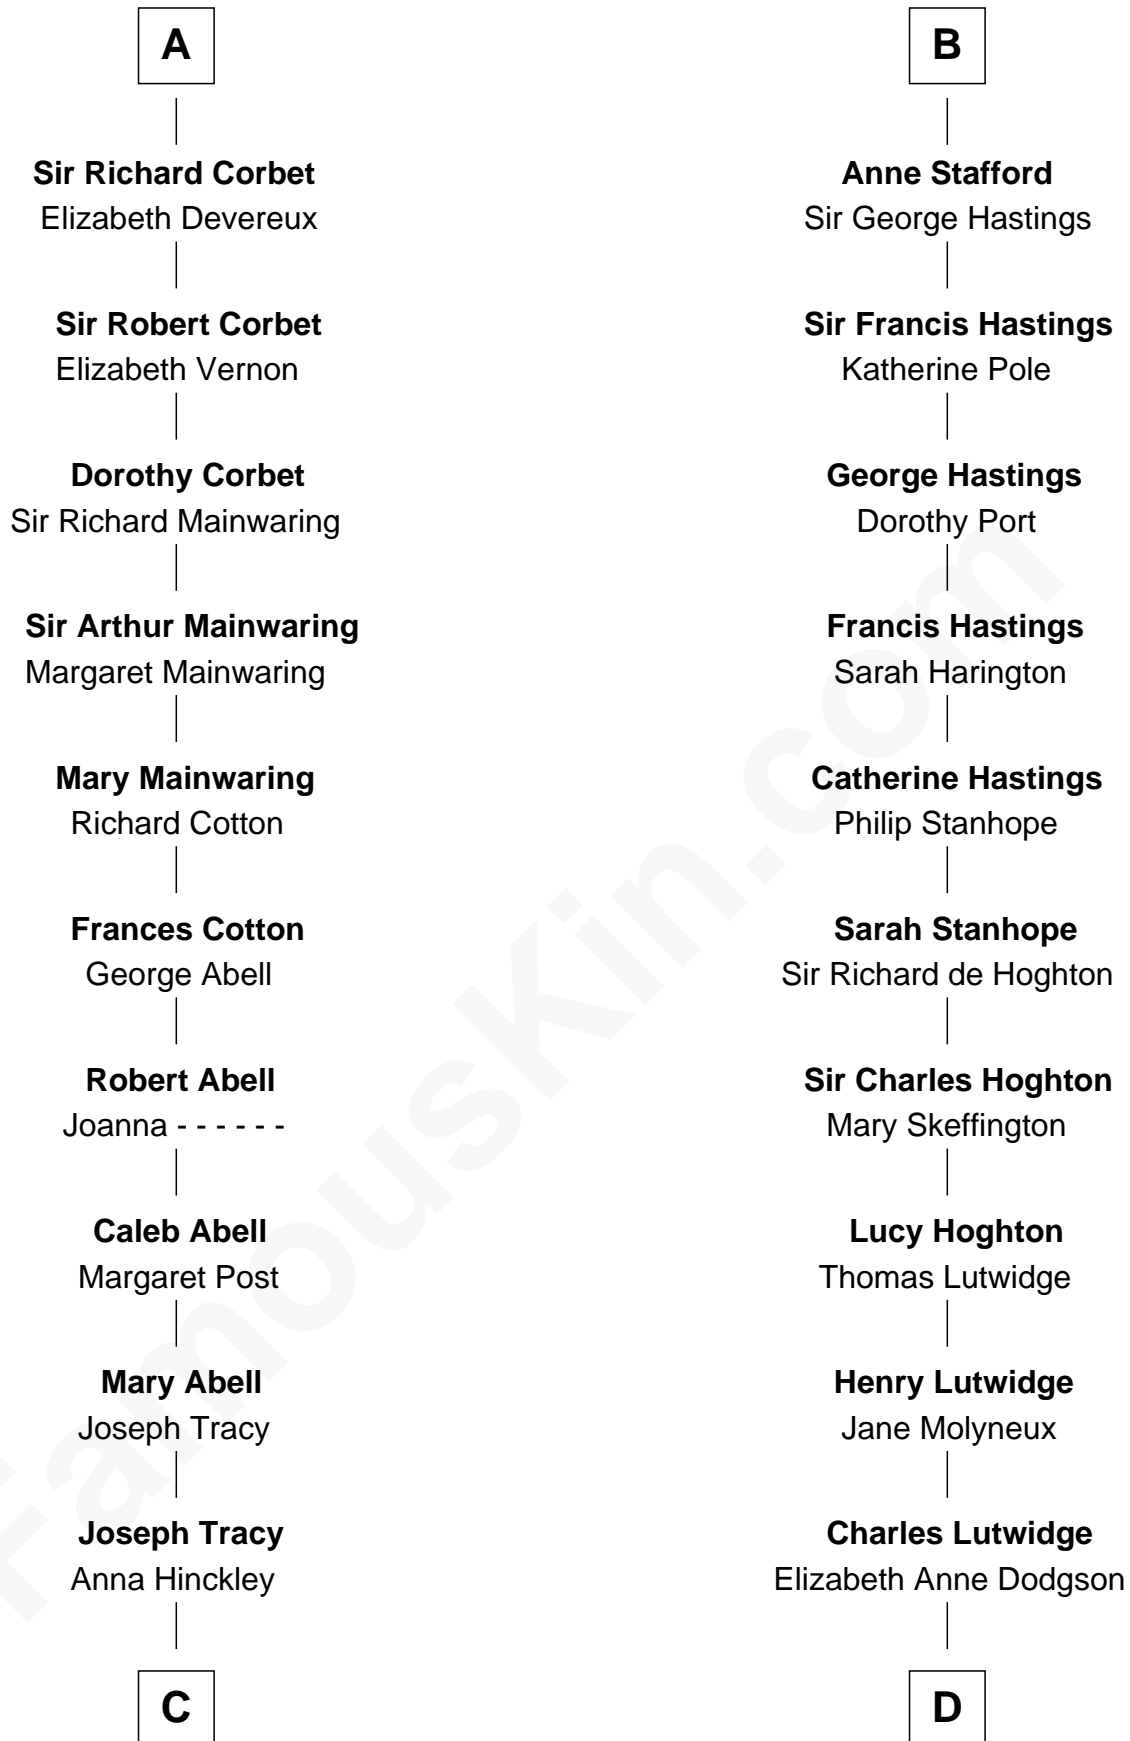 A
Sir Richard Corbet
Elizabeth Devereux
Sir Robert Corbet
Elizabeth Vernon
Dorothy Corbet
Sir Richard Mainwaring
Sir Arthur Mainwaring
Margaret Mainwaring
Mary Mainwaring
Richard Cotton
Frances Cotton
George Abell
Robert Abell
Joanna - - - - - -
Caleb Abell
Margaret Post
Mary Abell
Joseph Tracy
Joseph Tracy
Anna Hinckley
C
B
Anne Stafford
Sir George Hastings
Sir Francis Hastings
Katherine Pole
George Hastings
Dorothy Port
Francis Hastings
Sarah Harington
Catherine Hastings
Philip Stanhope
Sarah Stanhope
Sir Richard de Hoghton
Sir Charles Hoghton
Mary Skeffington
Lucy Hoghton
Thomas Lutwidge
Henry Lutwidge
Jane Molyneux
Charles Lutwidge
Elizabeth Anne Dodgson
D
FamousKin.com